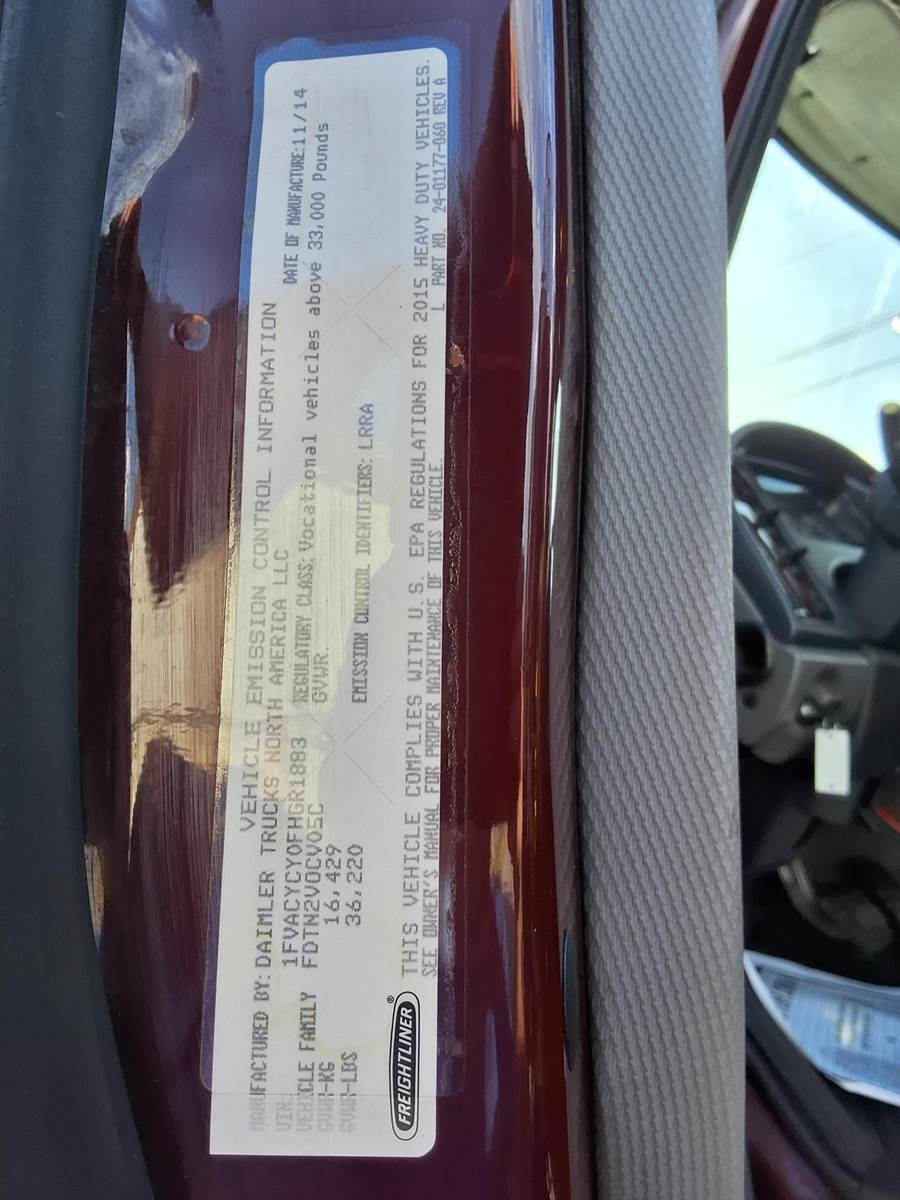 VEHICLE EMISSION CONTROL INFORMATION
MANUFACTURED BY: DAIMLER TRUCKS NORTH AMERICA LLC
DATE OF MANUFACTURE: 11/14
VIN: 1FVACYCY0FHGR1883
REGULATORY CLASS: Vocational vehicles above 33,000 Pounds
VEHICLE FAMILY FDTN2VOCV05C
GVWR.
GVWR-KG 16,429
GVWR-LBS 36,220
EMISSION CONTROL IDENTIFIERS: LRRA
FREIGHTLINER®
THIS VEHICLE COMPLIES WITH U.S. EPA REGULATIONS FOR 2015 HEAVY DUTY VEHICLES.
SEE OWNER'S MANUAL FOR PROPER MAINTENANCE OF THIS VEHICLE.
L PART NO. 24-01177-060 REV A